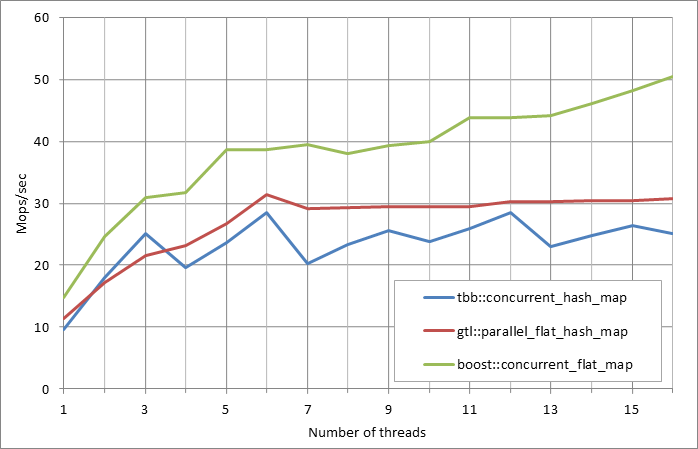 60
50
40
30
20
10
0
Mops/sec
1 3 5 7 9 11 13 15
Number of threads
tbb::concurrent_hash_map
gtl::parallel_flat_hash_map
boost::concurrent_flat_map